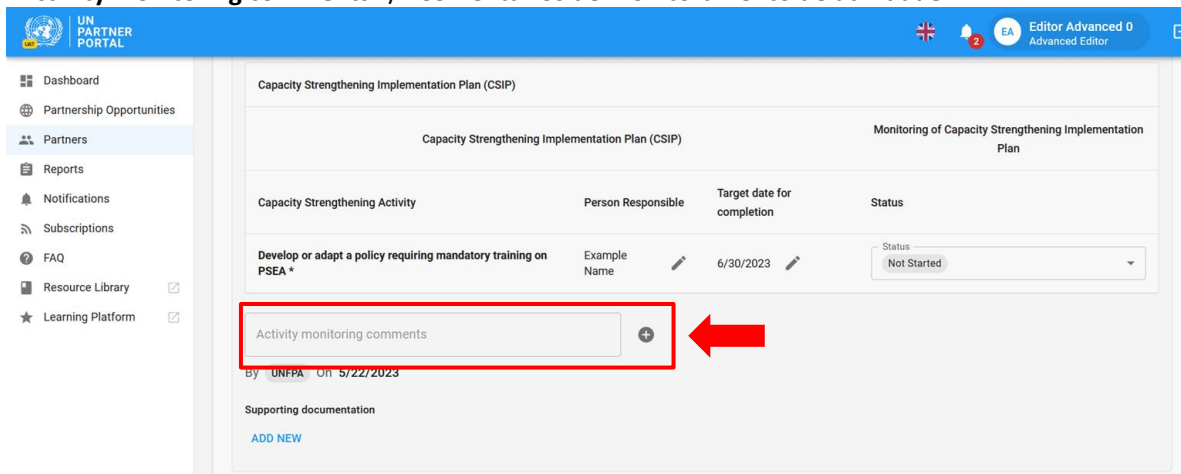 UN
PARTNER
PORTAL
UAT
2
EA
Editor Advanced 0
Advanced Editor
Dashboard
Partnership Opportunities
Partners
Reports
Notifications
Subscriptions
FAQ
Resource Library
Learning Platform
Capacity Strengthening Implementation Plan (CSIP)
Capacity Strengthening Implementation Plan (CSIP)
Monitoring of Capacity Strengthening Implementation
Plan
Capacity Strengthening Activity
Person Responsible
Target date for
completion
Status
Develop or adapt a policy requiring mandatory training on
PSEA *
Example
Name
6/30/2023
Status
Not Started
Activity monitoring comments
By UNFPA On 5/22/2023
Supporting documentation
ADD NEW